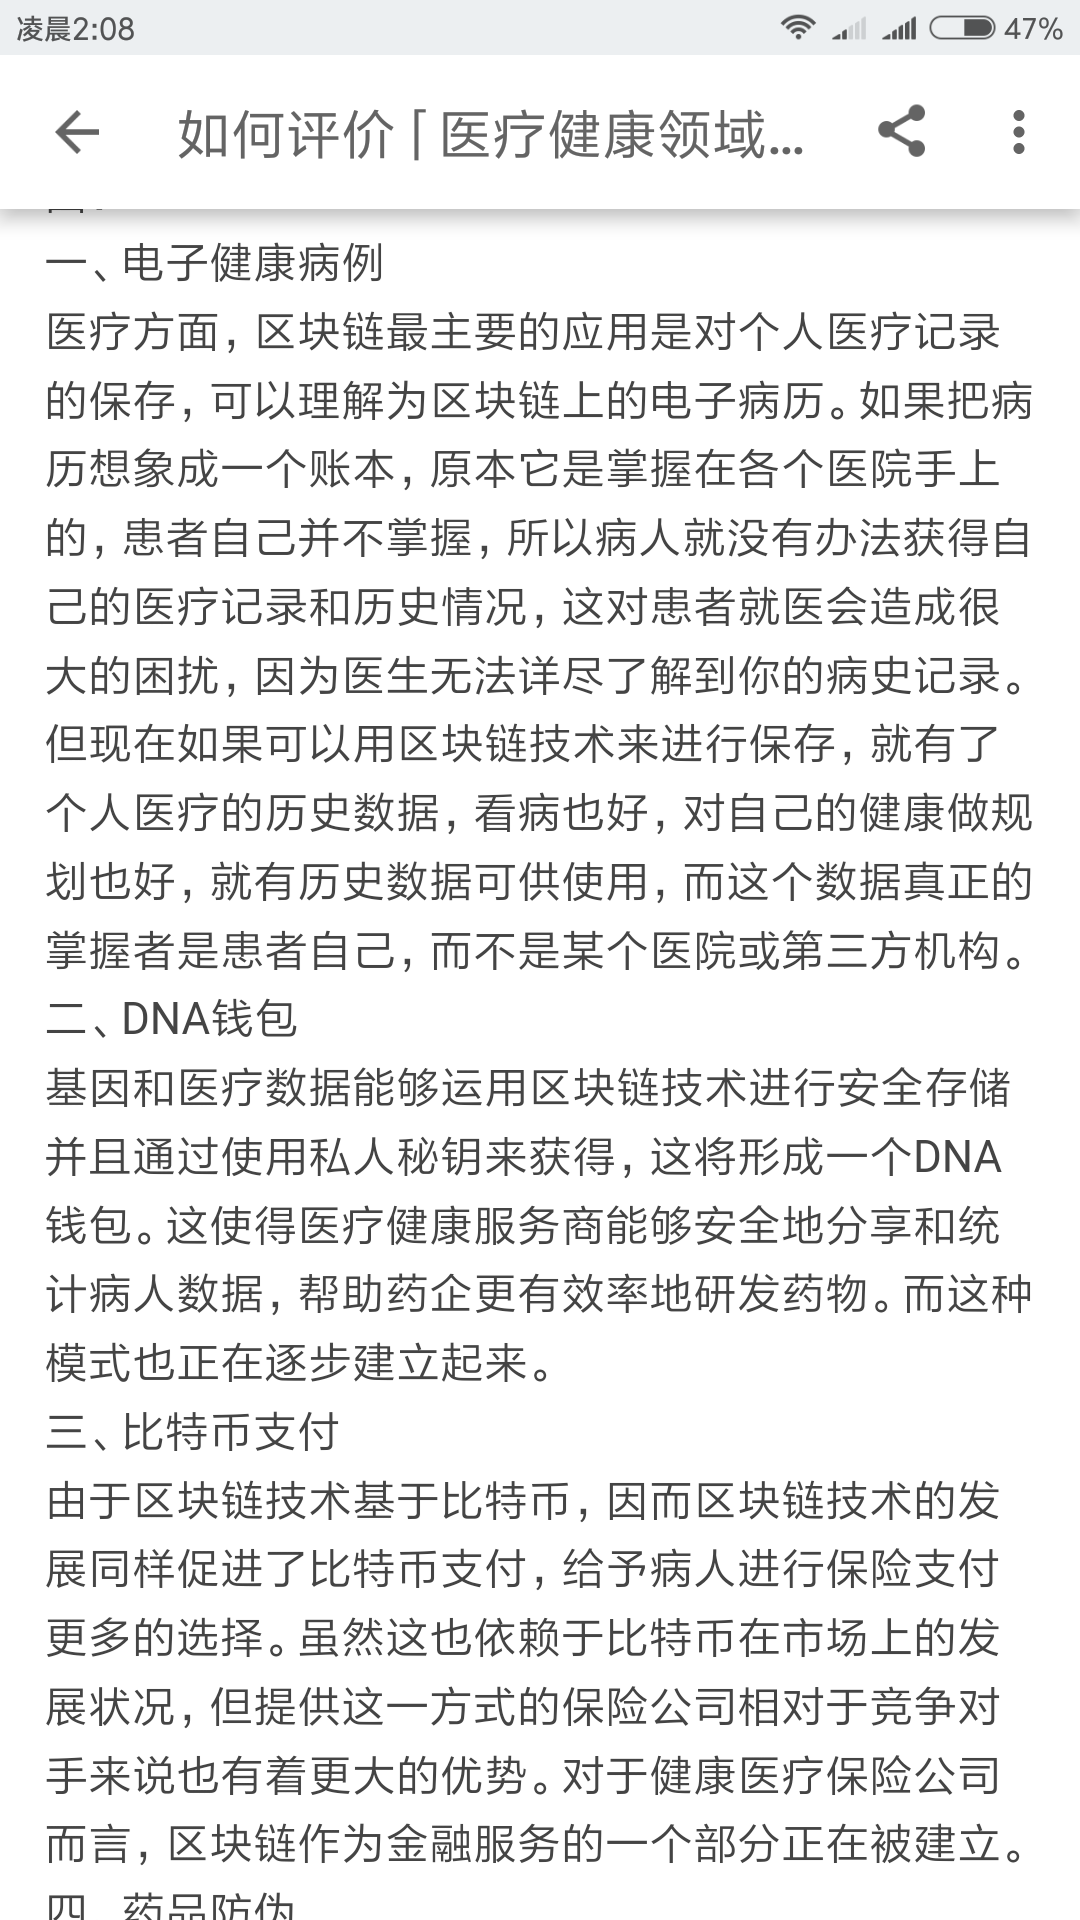 凌晨2:08
47%
如何评价「医疗健康领域...
一、电子健康病例
医疗方面，区块链最主要的应用是对个人医疗记录
的保存，可以理解为区块链上的电子病历。如果把病
历想象成一个账本，原本它是掌握在各个医院手上
的，患者自己并不掌握，所以病人就没有办法获得自
己的医疗记录和历史情况，这对患者就医会造成很
大的困扰，因为医生无法详尽了解到你的病史记录。
但现在如果可以用区块链技术来进行保存，就有了
个人医疗的历史数据，看病也好，对自己的健康做规
划也好，就有历史数据可供使用，而这个数据真正的
掌握者是患者自己，而不是某个医院或第三方机构。
二、DNA钱包
基因和医疗数据能够运用区块链技术进行安全存储
并且通过使用私人秘钥来获得，这将形成一个DNA
钱包。这使得医疗健康服务商能够安全地分享和统
计病人数据，帮助药企更有效率地研发药物。而这种
模式也正在逐步建立起来。
三、比特币支付
由于区块链技术基于比特币，因而区块链技术的发
展同样促进了比特币支付，给予病人进行保险支付
更多的选择。虽然这也依赖于比特币在市场上的发
展状况，但提供这一方式的保险公司相对于竞争对
手来说也有着更大的优势。对于健康医疗保险公司
而言，区块链作为金融服务的一个部分正在被建立。
四、药品防伪